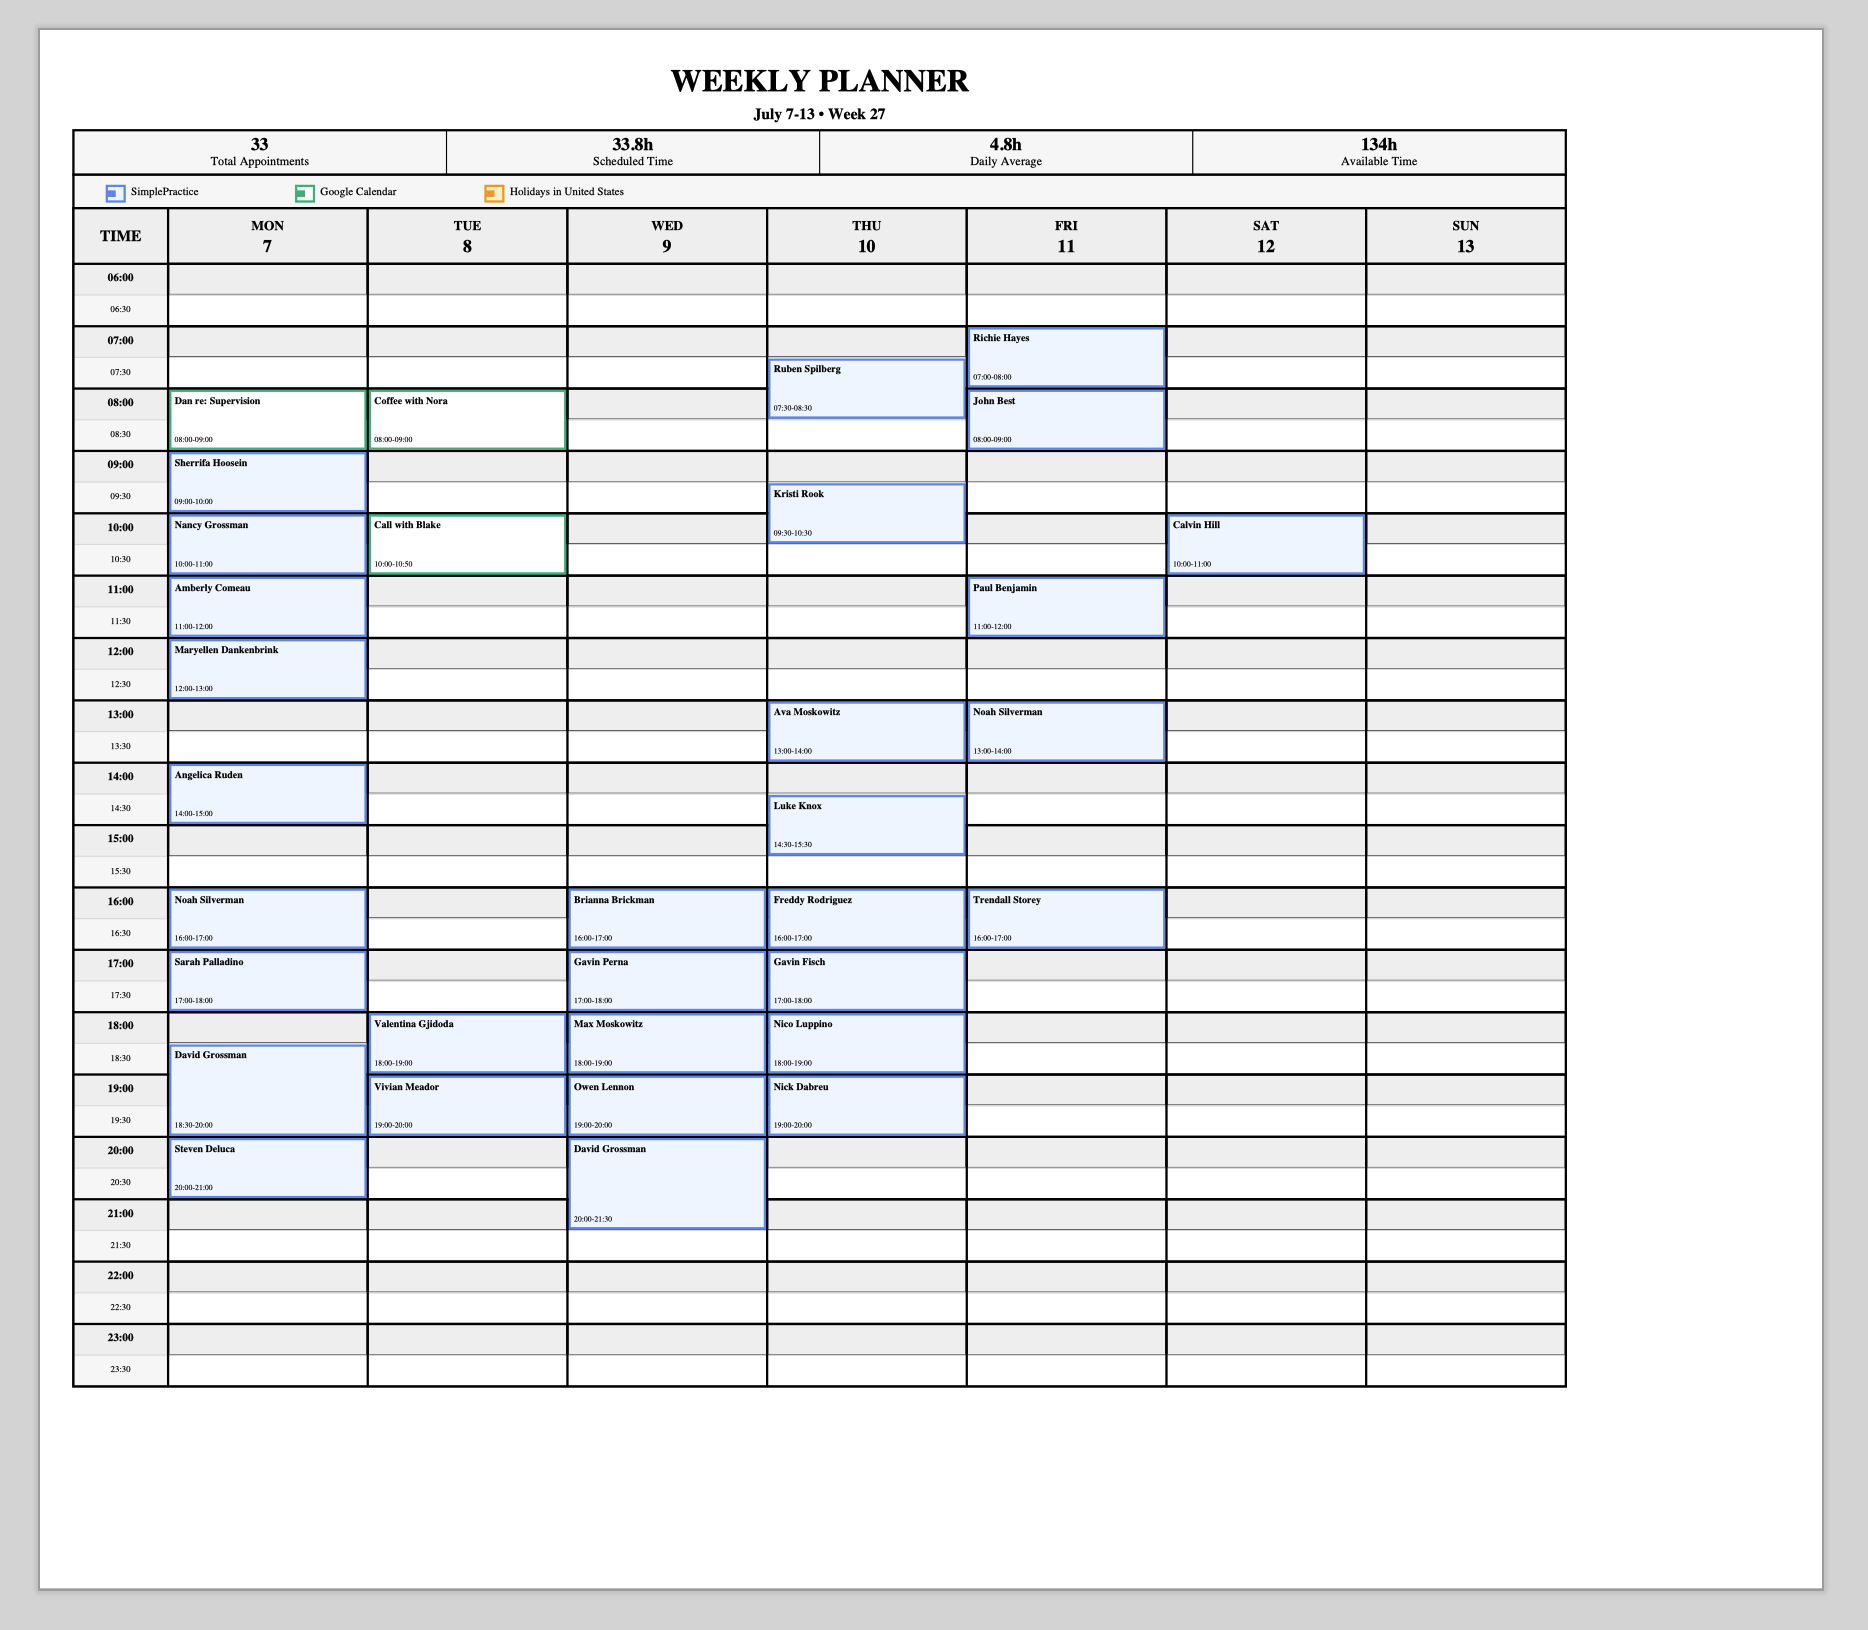 WEEKLY PLANNER
July 7-13 • Week 27
33
Total Appointments
33.8h
Scheduled Time
4.8h
Daily Average
134h
Available Time
SimplePractice
Google Calendar
Holidays in United States
TIME
MON
7
TUE
8
WED
9
THU
10
FRI
11
SAT
12
SUN
13
06:00
06:30
07:00
Richie Hayes
07:00-08:00
07:30
Ruben Spilberg
07:30-08:30
08:00
Dan re: Supervision
08:00-09:00
Coffee with Nora
08:00-09:00
John Best
08:00-09:00
08:30
09:00
Sherrifa Hoosein
09:00-10:00
09:30
Kristi Rook
09:30-10:30
10:00
Nancy Grossman
10:00-11:00
Call with Blake
10:00-10:50
Calvin Hill
10:00-11:00
10:30
11:00
Amberly Comeau
11:00-12:00
Paul Benjamin
11:00-12:00
11:30
12:00
Maryellen Dankenbrink
12:00-13:00
12:30
13:00
Ava Moskowitz
13:00-14:00
Noah Silverman
13:00-14:00
13:30
14:00
Angelica Ruden
14:00-15:00
14:30
Luke Knox
14:30-15:30
15:00
15:30
16:00
Noah Silverman
16:00-17:00
Brianna Brickman
16:00-17:00
Freddy Rodriguez
16:00-17:00
Trendall Storey
16:00-17:00
16:30
17:00
Sarah Palladino
17:00-18:00
Gavin Perna
17:00-18:00
Gavin Fisch
17:00-18:00
17:30
18:00
Valentina Gjidoda
18:00-19:00
Max Moskowitz
18:00-19:00
Nico Luppino
18:00-19:00
18:30
David Grossman
18:30-20:00
19:00
Vivian Meador
19:00-20:00
Owen Lennon
19:00-20:00
Nick Dabreu
19:00-20:00
19:30
20:00
Steven Deluca
20:00-21:00
David Grossman
20:00-21:30
20:30
21:00
21:30
22:00
22:30
23:00
23:30